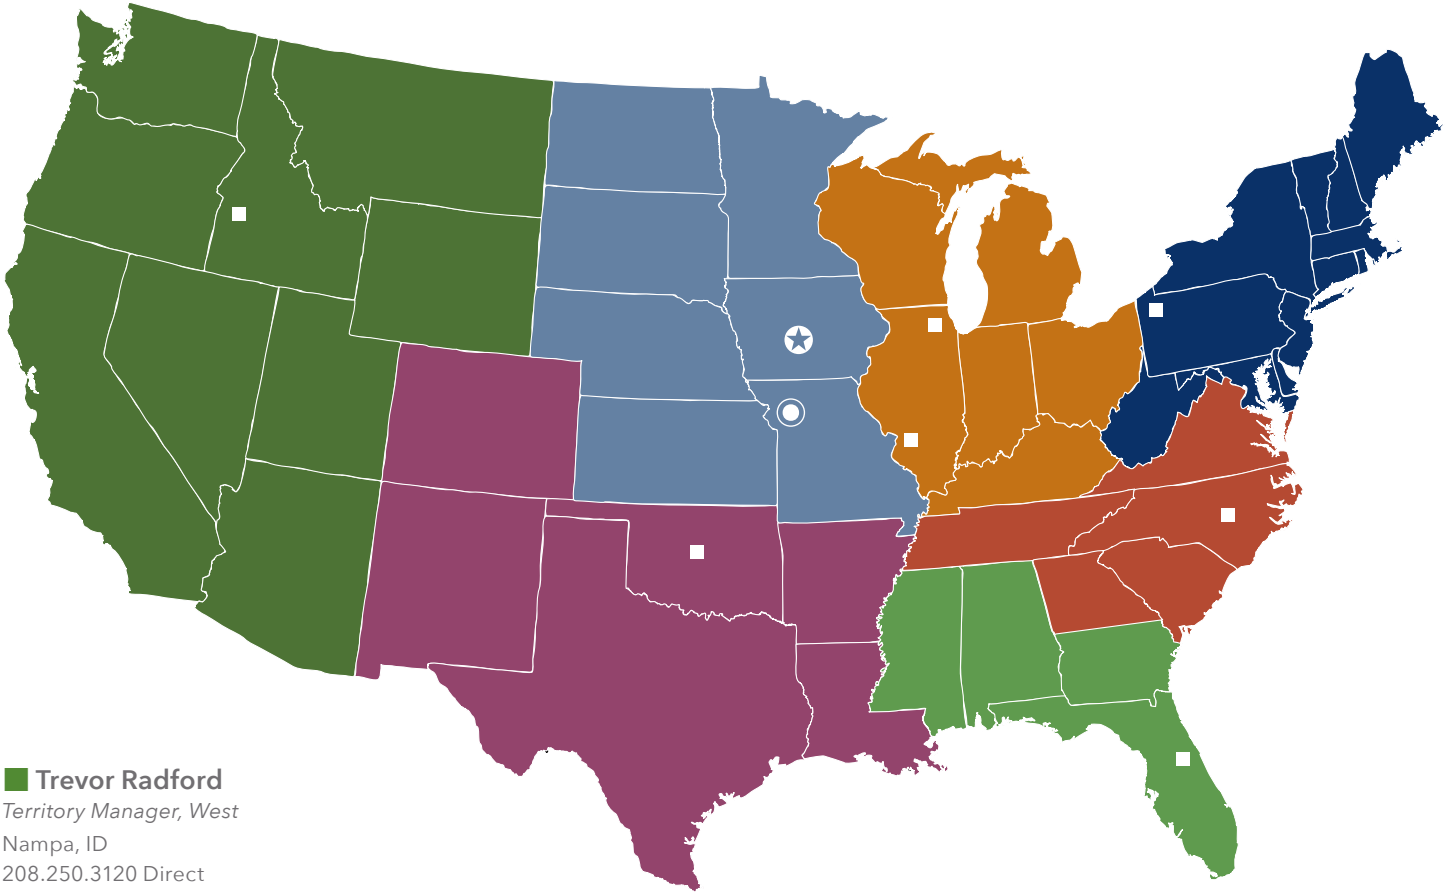 Trevor Radford
Territory Manager, West
Nampa, ID
208.250.3120 Direct